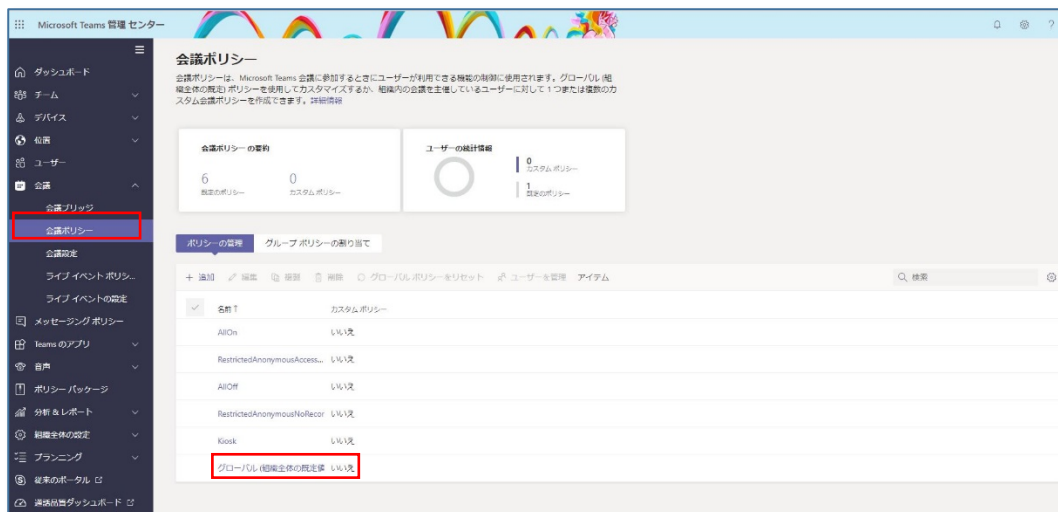 Microsoft Teams 管理センター
ダッシュボード
チーム
デバイス
位置
ユーザー
会議
会議ブリッジ
会議ポリシー
会議設定
ライブ イベント ポリシ...
ライブ イベントの設定
メッセージング ポリシー
Teams のアプリ
音声
ポリシー パッケージ
分析 & レポート
組織全体の設定
プランニング
従来のポータル
通話品質ダッシュボード
会議ポリシー
会議ポリシーは、Microsoft Teams 会議に参加するときにユーザーが利用できる機能の制御に使用されます。グローバル (組
織全体の既定) ポリシーを使用してカスタマイズするか、組織内の会議を主催しているユーザーに対して 1 つまたは複数のカ
スタム会議ポリシーを作成できます。詳細情報
会議ポリシー の要約
6
既定のポリシー
0
カスタム ポリシー
ユーザーの統計情報
0
カスタム ポリシー
1
既定のポリシー
ポリシーの管理 グループ ポリシーの割り当て
+ 追加 編集 複製 削除 グローバル ポリシーをリセット ユーザーを管理 アイテム 検索
名前 ↑ カスタム ポリシー
AllOn いいえ
RestrictedAnonymousAccess... いいえ
AllOff いいえ
RestrictedAnonymousNoRecor いいえ
Kiosk いいえ
グローバル (組織全体の既定値 いいえ